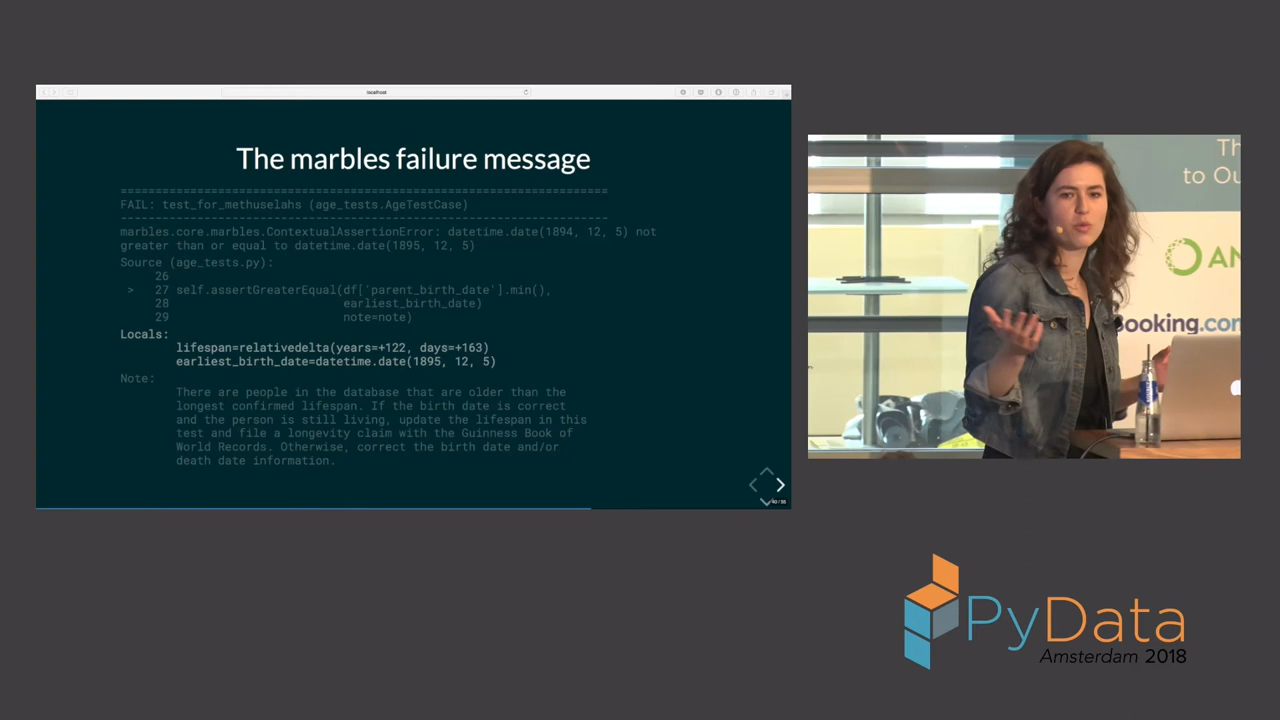 localhost
The marbles failure message
======================================================================
FAIL: test_for_methuselahs (age_tests.AgeTestCase)
----------------------------------------------------------------------
marbles.core.marbles.ContextualAssertionError: datetime.date(1894, 12, 5) not
greater than or equal to datetime.date(1895, 12, 5)
Source (age_tests.py):
26
> 27 self.assertGreaterEqual(df['parent_birth_date'].min(),
28 earliest_birth_date)
29 note=note)
Locals:
lifespan=relativedelta(years=+122, days=+163)
earliest_birth_date=datetime.date(1895, 12, 5)
Note:
There are people in the database that are older than the
longest confirmed lifespan. If the birth date is correct
and the person is still living, update the lifespan in this
test and file a longevity claim with the Guinness Book of
World Records. Otherwise, correct the birth date and/or
death date information.
Th
to Ou
AN
Booking.com
PyData
Amsterdam 2018